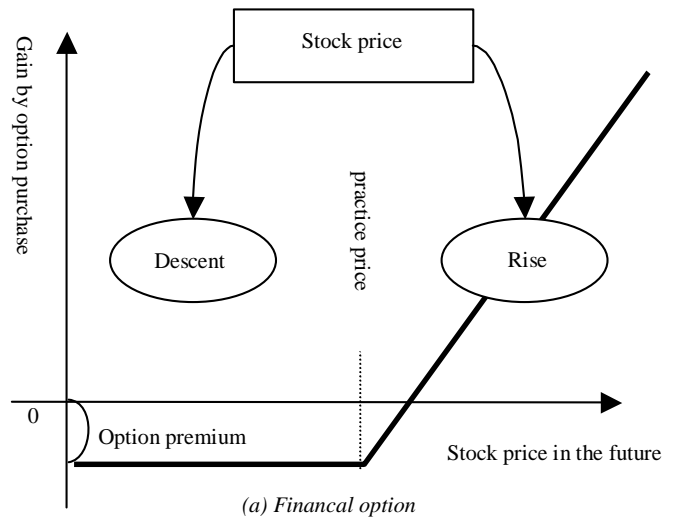 Stock price
Gain by option purchase
practice price
Descent
Rise
0
Option premium
Stock price in the future
(a) Financal option